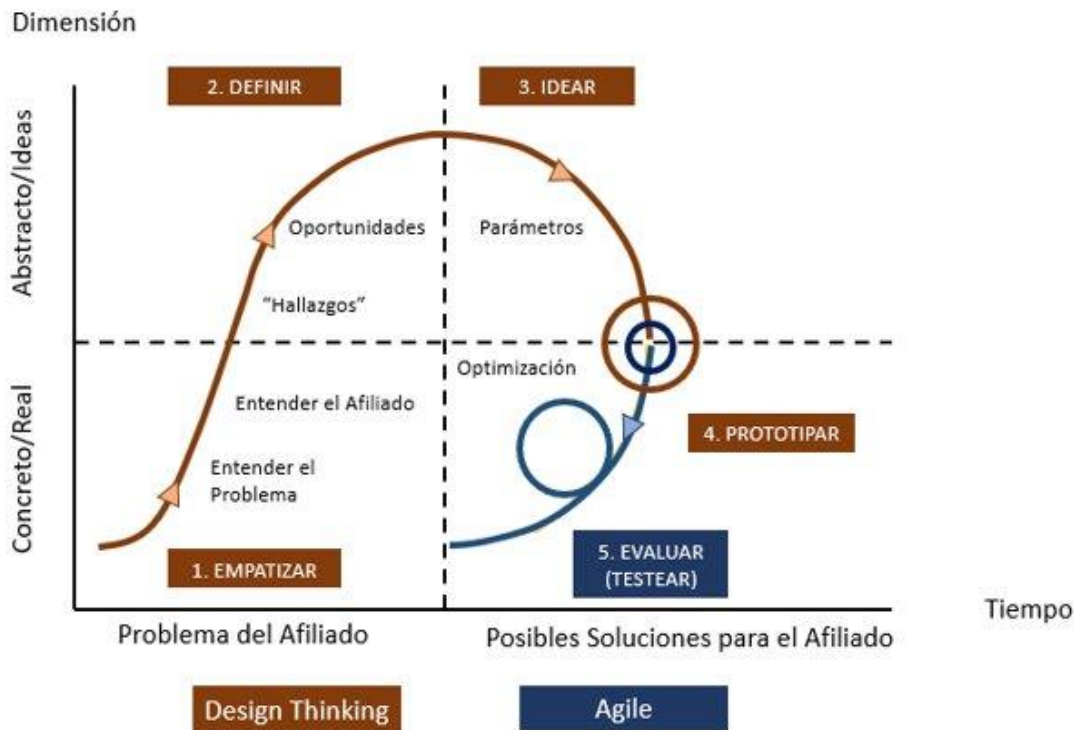 Dimensión
2. DEFINIR
3. IDEAR
Abstracto/Ideas
Oportunidades
Parámetros
“Hallazgos”
Optimización
Concreto/Real
Entender el Afiliado
4. PROTOTIPAR
Entender el
Problema
5. EVALUAR
(TESTEAR)
1. EMPATIZAR
Tiempo
Problema del Afiliado
Posibles Soluciones para el Afiliado
Design Thinking
Agile